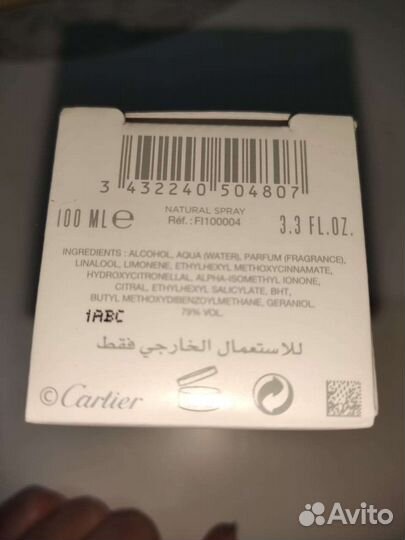 3 432240 504807
NATURAL SPRAY
100 ML e Réf.: FI100004 3.3 FL.OZ.
INGREDIENTS : ALCOHOL, AQUA (WATER), PARFUM (FRAGRANCE),
LINALOOL, LIMONENE, ETHYLHEXYL METHOXYCINNAMATE,
HYDROXYCITRONELLAL, ALPHA-ISOMETHYL IONONE,
CITRAL, ETHYLHEXYL SALICYLATE, BHT,
BUTYL METHOXYDIBENZOYLMETHANE, GERANIOL.
79% VOL.
1ABC
للاستعمال الخارجي فقط
©Cartier
Avito